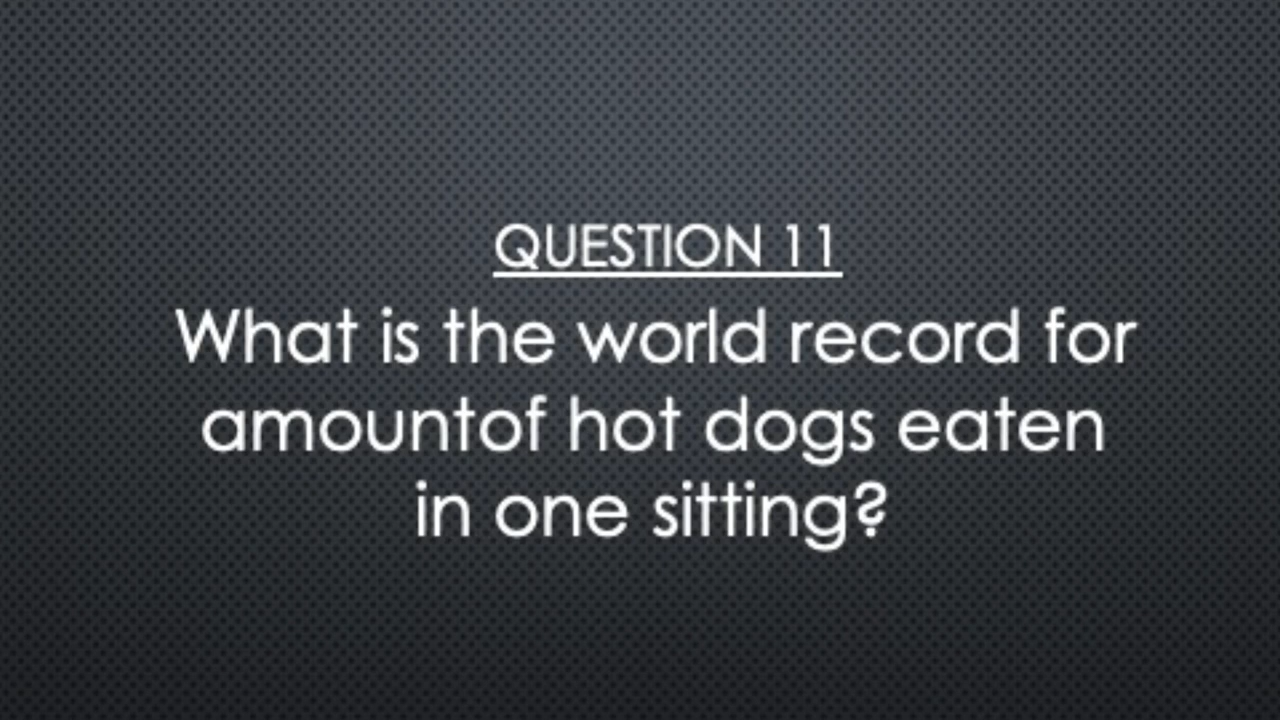 QUESTION 11
What is the world record for
amountof hot dogs eaten
in one sitting?